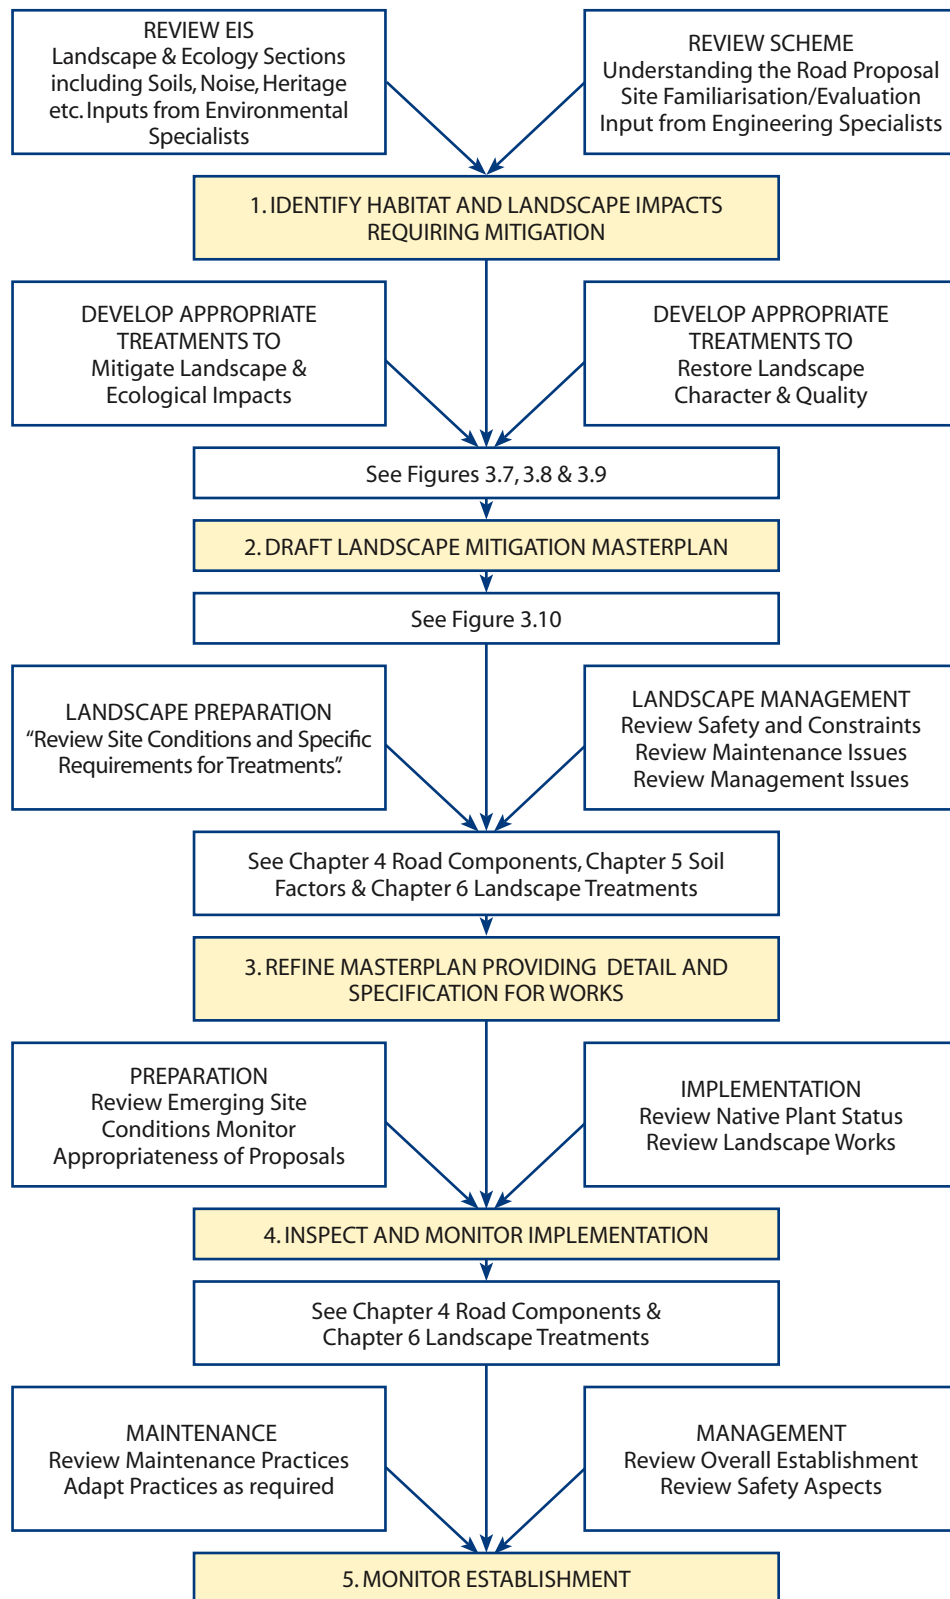 REVIEW EIS
Landscape & Ecology Sections
including Soils, Noise, Heritage
etc. Inputs from Environmental
Specialists
REVIEW SCHEME
Understanding the Road Proposal
Site Familiarisation/Evaluation
Input from Engineering Specialists
1. IDENTIFY HABITAT AND LANDSCAPE IMPACTS
REQUIRING MITIGATION
DEVELOP APPROPRIATE
TREATMENTS TO
Mitigate Landscape &
Ecological Impacts
DEVELOP APPROPRIATE
TREATMENTS TO
Restore Landscape
Character & Quality
See Figures 3.7, 3.8 & 3.9
2. DRAFT LANDSCAPE MITIGATION MASTERPLAN
See Figure 3.10
LANDSCAPE PREPARATION
“Review Site Conditions and Specific
Requirements for Treatments”.
LANDSCAPE MANAGEMENT
Review Safety and Constraints
Review Maintenance Issues
Review Management Issues
See Chapter 4 Road Components, Chapter 5 Soil
Factors & Chapter 6 Landscape Treatments
3. REFINE MASTERPLAN PROVIDING DETAIL AND
SPECIFICATION FOR WORKS
PREPARATION
Review Emerging Site
Conditions Monitor
Appropriateness of Proposals
IMPLEMENTATION
Review Native Plant Status
Review Landscape Works
4. INSPECT AND MONITOR IMPLEMENTATION
See Chapter 4 Road Components &
Chapter 6 Landscape Treatments
MAINTENANCE
Review Maintenance Practices
Adapt Practices as required
MANAGEMENT
Review Overall Establishment
Review Safety Aspects
5. MONITOR ESTABLISHMENT